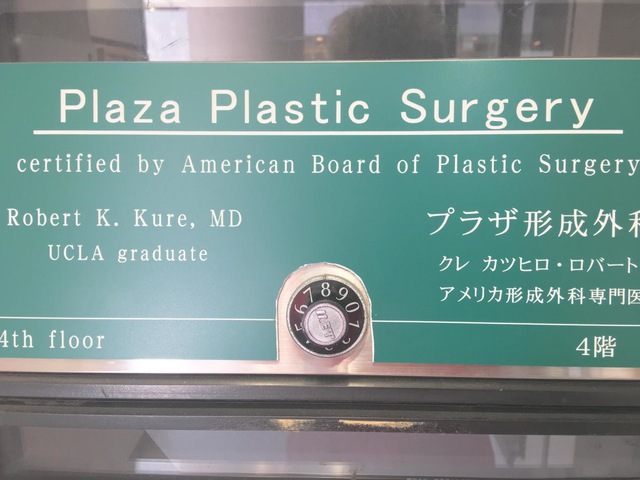 Plaza Plastic Surgery
certified by American Board of Plastic Surgery
Robert K. Kure, MD
UCLA graduate
プラザ形成外科
クレ カツヒロ・ロバート
アメリカ形成外科専門医
567890
4th floor
4階